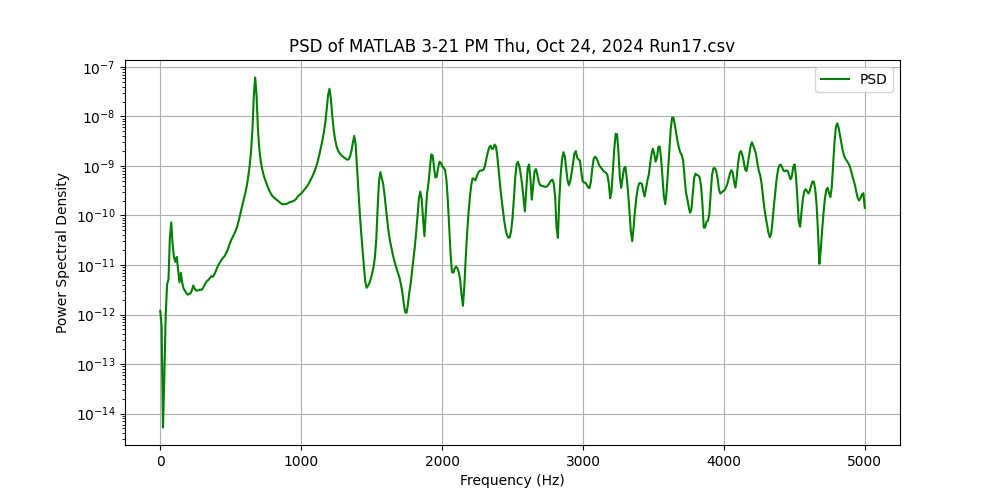 PSD of MATLAB 3-21 PM Thu, Oct 24, 2024 Run17.csv
PSD
Power Spectral Density
10⁻⁷
10⁻⁸
10⁻⁹
10⁻¹⁰
10⁻¹¹
10⁻¹²
10⁻¹³
10⁻¹⁴
0 1000 2000 3000 4000 5000
Frequency (Hz)